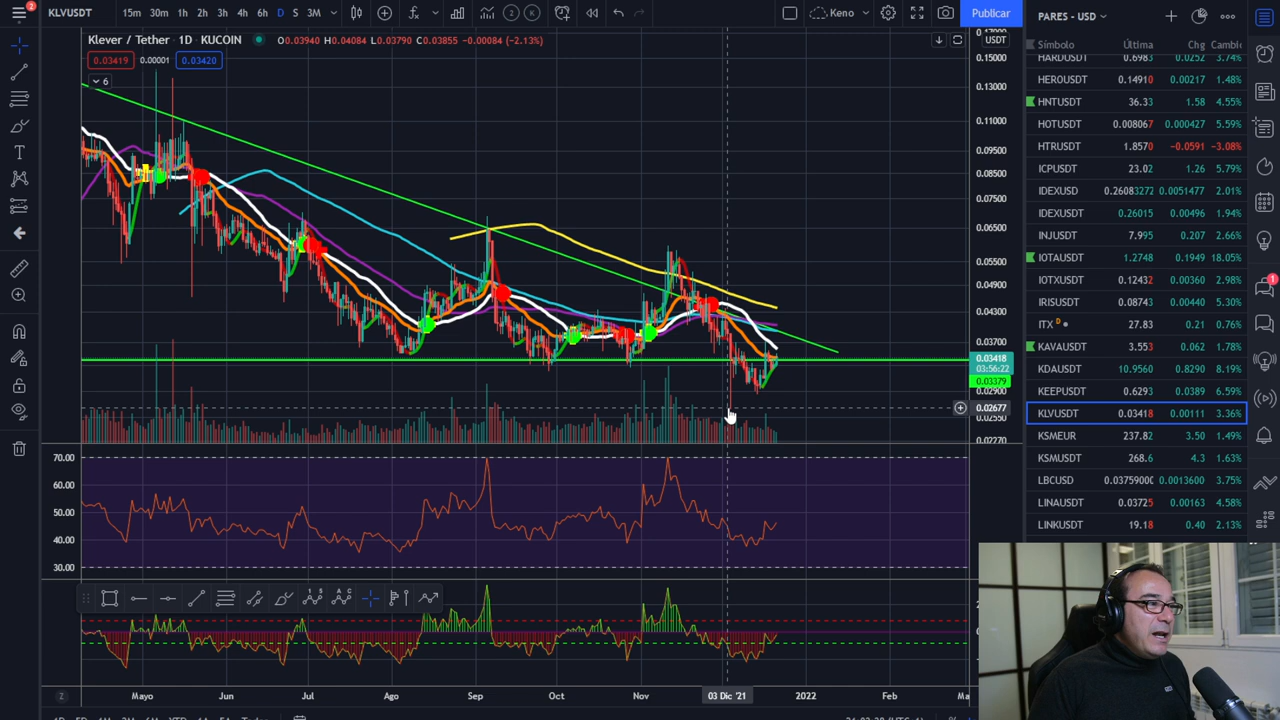 2
KLVUSDT 15m 30m 1h 2h 3h 4h 6h D S 3M 2 K Keno Publicar
Klever / Tether 1D KUCOIN O0.03940 H0.04084 L0.03790 C0.03855 -0.00084 (-2.13%) USDT
0.03419 0.00001 0.03420
6
0.15000
0.13000
0.11000
0.09500
0.08500
0.07500
0.06500
0.05500
0.04900
0.04300
0.03700
0.03418
03:56:22
0.03379
0.02900
0.02677
0.02550
0.02270
70.00
60.00
50.00
40.00
30.00
Z Mayo Jun Jul Ago Sep Oct Nov 03 Dic '21 2022 Feb
PARES - USD
Símbolo Última Chg Cambio
HARDUSDT 0.6983 0.0252 3.74%
HEROUSDT 0.14910 0.00217 1.48%
HNTUSDT 36.33 1.58 4.55%
HOTUSDT 0.008067 0.000427 5.59%
HTRUSDT 1.8570 -0.0591 -3.08%
ICPUSDT 23.02 1.26 5.79%
IDEXUSD 0.26083272 0.0051477 2.01%
IDEXUSDT 0.26015 0.00496 1.94%
INJUSDT 7.995 0.207 2.66%
IOTAUSDT 1.2748 0.1949 18.05%
IOTXUSDT 0.12432 0.00360 2.98%
IRISUSDT 0.08743 0.00440 5.30%
ITX D 27.83 0.21 0.76%
KAVAUSDT 3.553 0.062 1.78%
KDAUSDT 10.9560 0.8290 8.19%
KEEPUSDT 0.6293 0.0389 6.59%
KLVUSDT 0.03418 0.00111 3.36%
KSMEUR 237.82 3.50 1.49%
KSMUSDT 268.6 4.3 1.63%
LBCUSD 0.0375900 0.0013600 3.75%
LINAUSDT 0.03725 0.00163 4.58%
LINKUSDT 19.18 0.40 2.13%
1